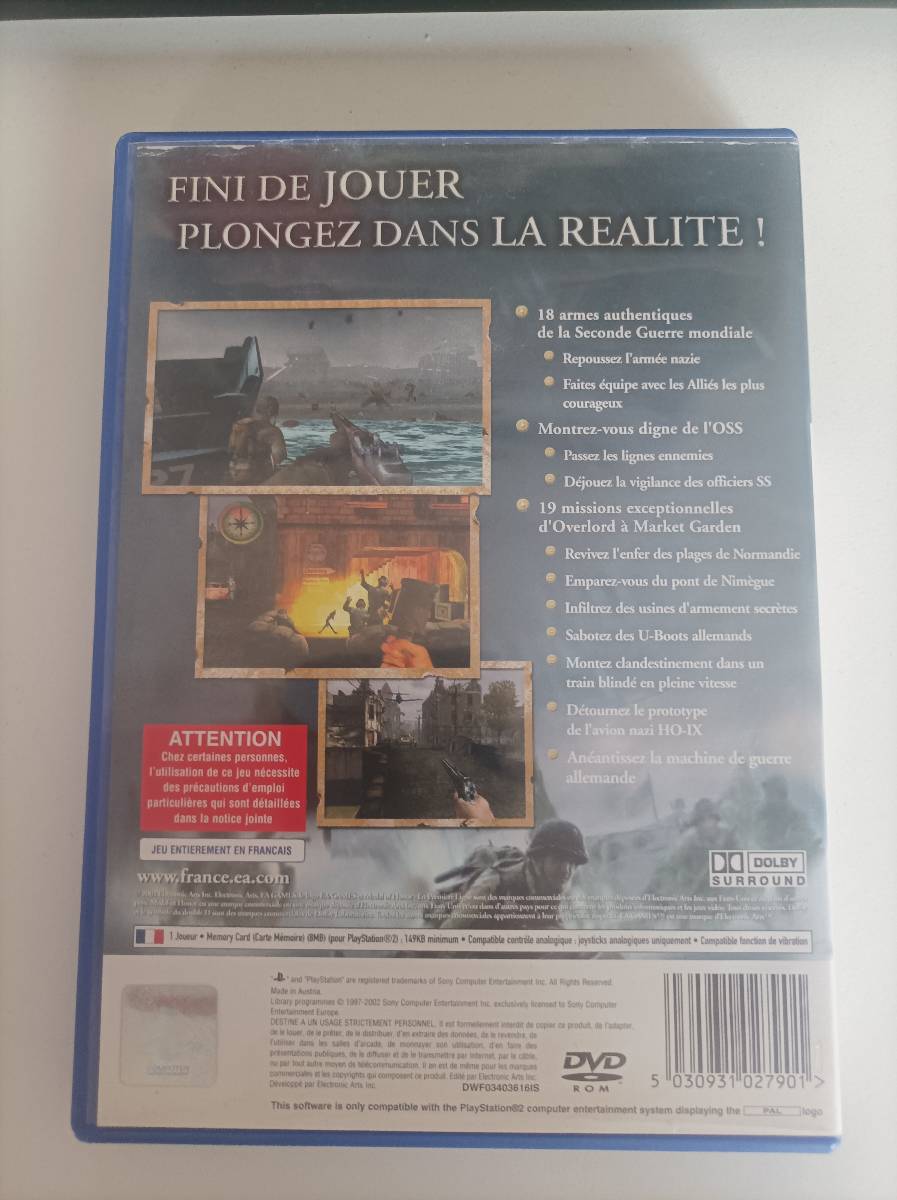 FINI DE JOUER
PLONGEZ DANS LA REALITE !
18 armes authentiques
de la Seconde Guerre mondiale
Repoussez l'armée nazie
Faites équipe avec les Alliés les plus
courageux
Montrez-vous digne de l'OSS
Passez les lignes ennemies
Déjouez la vigilance des officiers SS
19 missions exceptionnelles
d'Overlord à Market Garden
Revivez l'enfer des plages de Normandie
Emparez-vous du pont de Nimègue
Infiltrez des usines d'armement secrètes
Sabotez des U-Boots allemands
Montez clandestinement dans un
train blindé en pleine vitesse
Détournez le prototype
de l'avion nazi HO-IX
Anéantissez la machine de guerre
allemande
ATTENTION
Chez certaines personnes,
l'utilisation de ce jeu nécessite
des précautions d'emploi
particulières qui sont détaillées
dans la notice jointe
JEU ENTIEREMENT EN FRANCAIS
www.france.ea.com
DOLBY
SURROUND
1 Joueur • Memory Card (Carte Mémoire) (8MB) (pour PlayStation®2) : 149KB minimum • Compatible contrôle analogique : joysticks analogiques uniquement • Compatible fonction de vibration
" " and "PlayStation" are registered trademarks of Sony Computer Entertainment Inc. All Rights Reserved.
Made in Austria.
Library programmes © 1997-2002 Sony Computer Entertainment Inc. exclusively licensed to Sony Computer
Entertainment Europe.
DESTINE A UN USAGE STRICTEMENT PERSONNEL. Il est formellement interdit de copier ce produit, de l'adapter,
de le louer, de le prêter, de le distribuer, d'en extraire des données, de le revendre, de
l'utiliser dans les salles d'arcade, de monnayer son utilisation, d'en faire des
présentations publiques, de le diffuser et de le transmettre par Internet, par le câble,
ou par tout autre moyen de télécommunication. Il en est de même pour les marques
commerciales et les copyrights qui composent ce produit. Edité par Electronic Arts Inc.
Développé par Electronic Arts Inc.
DWF03403616IS
DVD
ROM
5 030931 027901 >
This software is only compatible with the PlayStation®2 computer entertainment system displaying the PAL logo